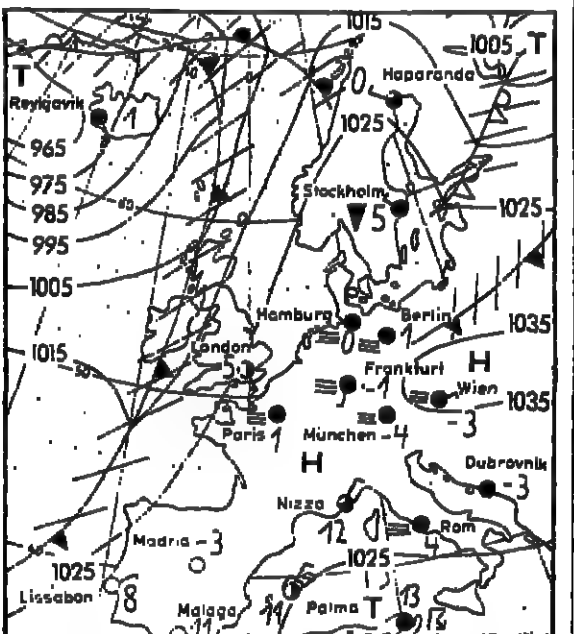 1015
1005 T
T
Haparanda
0
Reykjavik
1
1025
965
975
Stockholm
985
5
1025
995
1005
Hamburg Berlin
0 1
1035
1015
London
H
Frankfurt
-1
Wien
1035
-3
Paris 1 München -4
H
Dubrovnik
-3
Nizza
12
Rom
4
Madrid -3
1025
1025
Lissabon 8
Palma T 13
Malaga 11